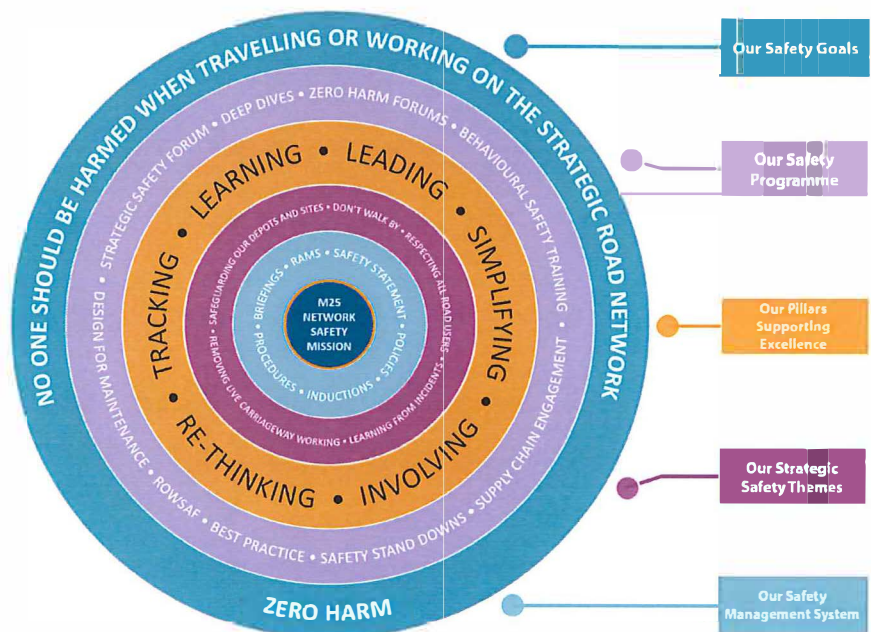 NO ONE SHOULD BE HARMED WHEN TRAVELLING OR WORKING ON THE STRATEGIC ROAD NETWORK
ZERO HARM
• STRATEGIC SAFETY FORUM • DEEP DIVES • ZERO HARM FORUMS • BEHAVIOURAL SAFETY TRAINING • SUPPLY CHAIN ENGAGEMENT • SAFETY STAND DOWNS • BEST PRACTICE • ROWSAF • DESIGN FOR MAINTENANCE
TRACKING • LEARNING • LEADING • SIMPLIFYING • INVOLVING • RE-THINKING •
• SAFEGUARDING OUR DEPOTS AND SITES • DON'T WALK BY • RESPECTING ALL ROAD USERS • LEARNING FROM INCIDENTS • REMOVING LIVE CARRIAGEWAY WORKING
• BRIEFINGS • RAMS • SAFETY STATEMENT • POLICIES • INDUCTIONS • PROCEDURES
M25
NETWORK
SAFETY
MISSION
Our Safety Goals
Our Safety
Programme
Our Pillars
Supporting
Excellence
Our Strategic
Safety Themes
Our Safety
Management System